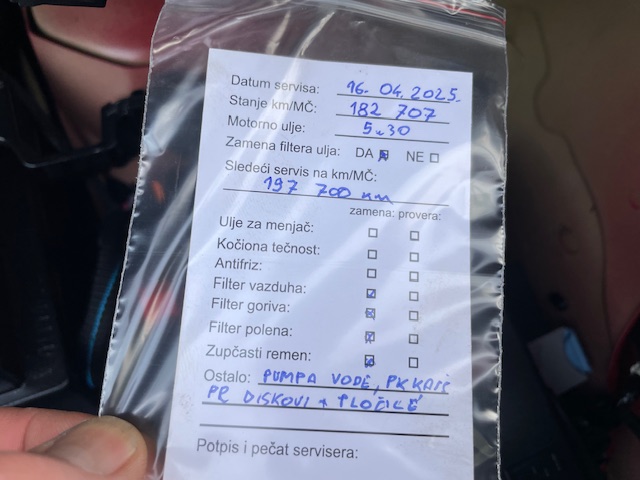 Datum servisa: 16. 04. 2025.
Stanje km/MČ: 182 707
Motorno ulje: 5w30
Zamena filtera ulja: DA NE
Sledeći servis na km/MČ:
197 700 km
zamena: provera:
Ulje za menjač:
Kočiona tečnost:
Antifriz:
Filter vazduha:
Filter goriva:
Filter polena:
Zupčasti remen:
Ostalo: PUMPA VODE,
PR DISKOVI + PLOČICE
Potpis i pečat servisera: